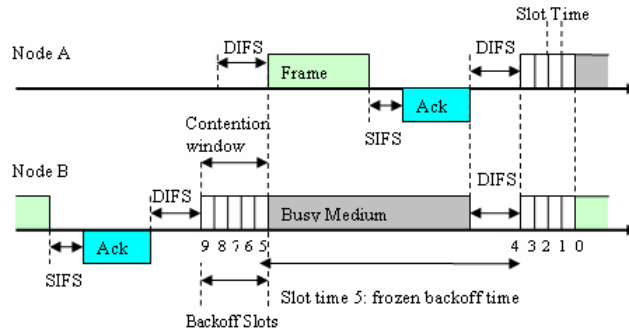 Slot Time
Node A
DIFS
DIFS
Frame
Ack
SIFS
Contention
window
Node B
DIFS
DIFS
Busy Medium
Ack
9 8 7 6 5
4 3 2 1 0
SIFS
Slot time 5: frozen backoff time
Backoff Slots